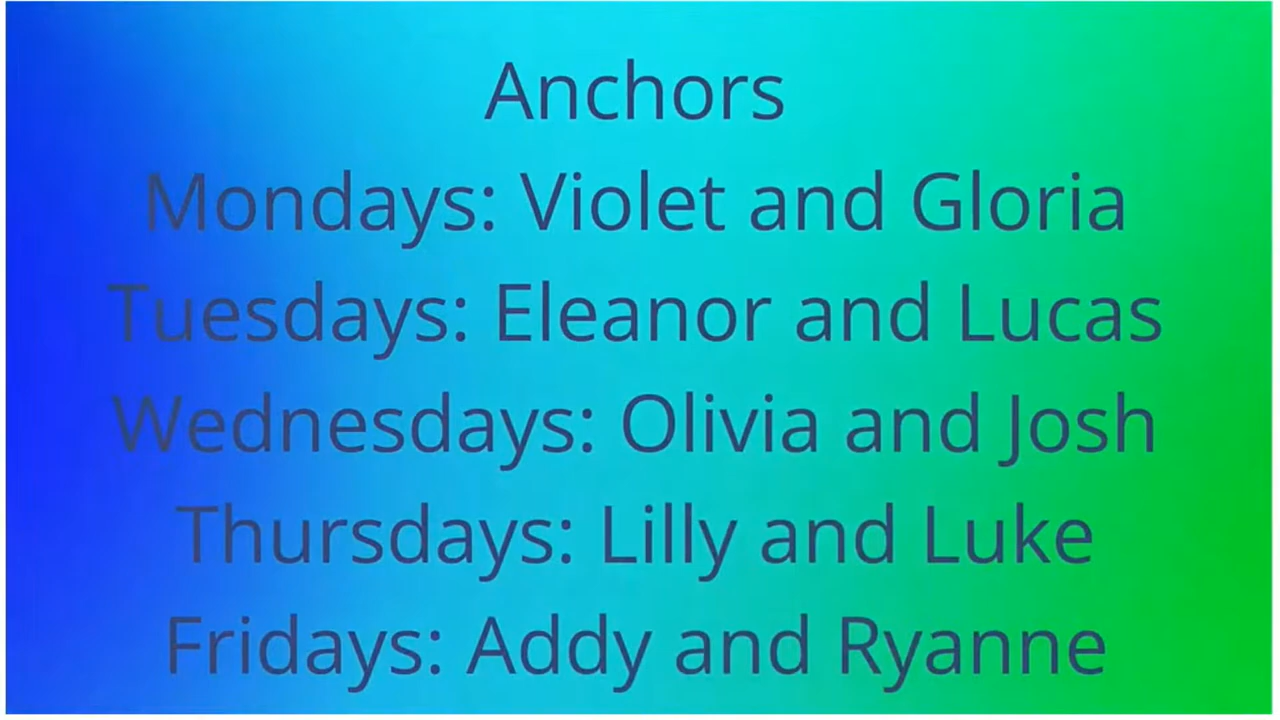 Anchors
Mondays: Violet and Gloria
Tuesdays: Eleanor and Lucas
Wednesdays: Olivia and Josh
Thursdays: Lilly and Luke
Fridays: Addy and Ryanne